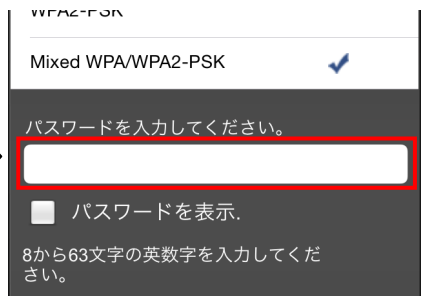 WPA2-PSK
Mixed WPA/WPA2-PSK
パスワードを入力してください。
パスワードを表示.
8から63文字の英数字を入力してくだ
さい。